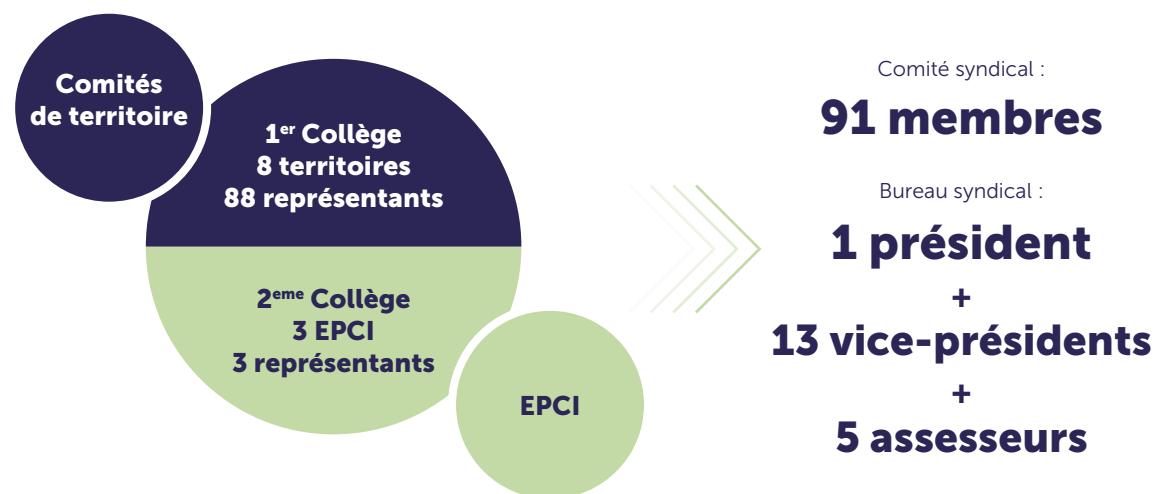 Comités
de territoire
1er Collège
8 territoires
88 représentants
2eme Collège
3 EPCI
3 représentants
EPCI
Comité syndical :
91 membres
Bureau syndical :
1 président
+
13 vice-présidents
+
5 assesseurs